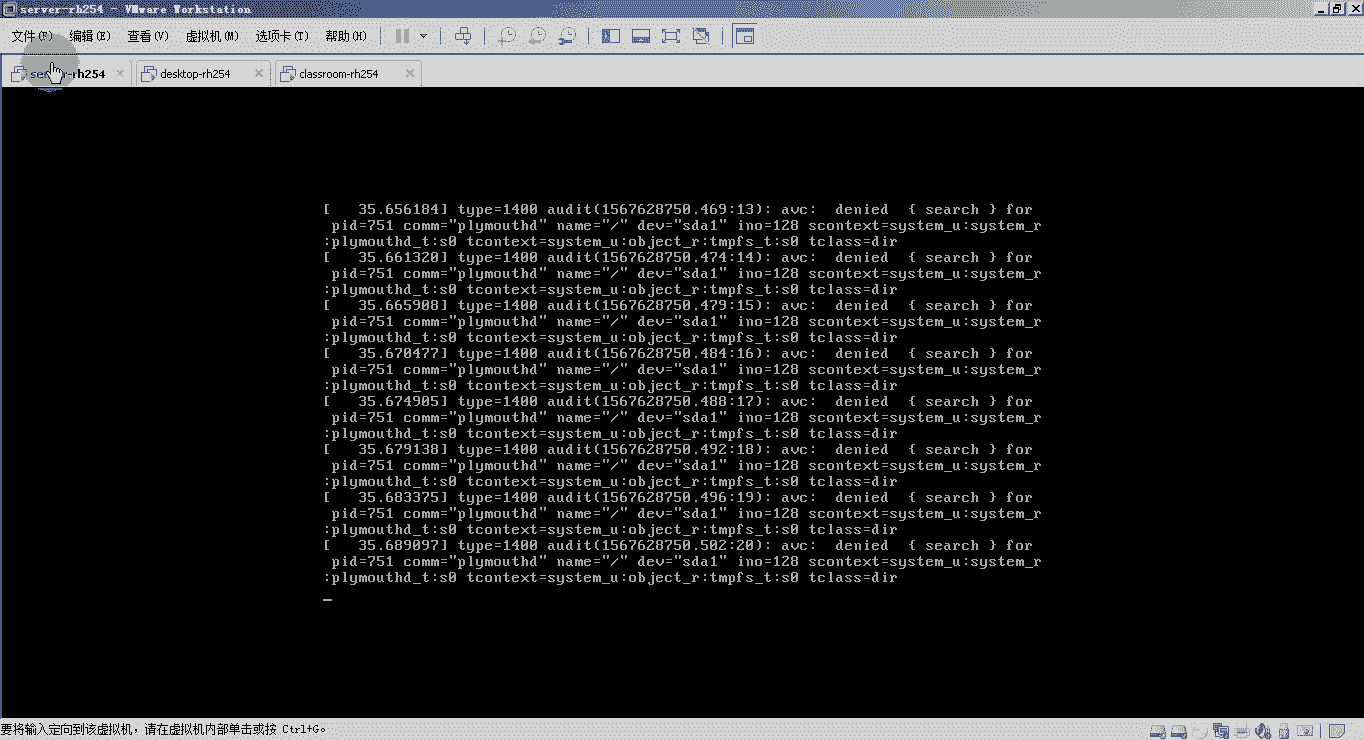 server-rh254 - VMware Workstation
文件(F) 编辑(E) 查看(V) 虚拟机(M) 选项卡(T) 帮助(H)
server-rh254 desktop-rh254 classroom-rh254
[   35.656184] type=1400 audit(1567628750.469:13): avc:  denied  { search } for
 pid=751 comm="plymouthd" name="/" dev="sda1" ino=128 scontext=system_u:system_r
:plymouthd_t:s0 tcontext=system_u:object_r:tmpfs_t:s0 tclass=dir
[   35.661320] type=1400 audit(1567628750.474:14): avc:  denied  { search } for
 pid=751 comm="plymouthd" name="/" dev="sda1" ino=128 scontext=system_u:system_r
:plymouthd_t:s0 tcontext=system_u:object_r:tmpfs_t:s0 tclass=dir
[   35.665908] type=1400 audit(1567628750.479:15): avc:  denied  { search } for
 pid=751 comm="plymouthd" name="/" dev="sda1" ino=128 scontext=system_u:system_r
:plymouthd_t:s0 tcontext=system_u:object_r:tmpfs_t:s0 tclass=dir
[   35.670477] type=1400 audit(1567628750.484:16): avc:  denied  { search } for
 pid=751 comm="plymouthd" name="/" dev="sda1" ino=128 scontext=system_u:system_r
:plymouthd_t:s0 tcontext=system_u:object_r:tmpfs_t:s0 tclass=dir
[   35.674905] type=1400 audit(1567628750.488:17): avc:  denied  { search } for
 pid=751 comm="plymouthd" name="/" dev="sda1" ino=128 scontext=system_u:system_r
:plymouthd_t:s0 tcontext=system_u:object_r:tmpfs_t:s0 tclass=dir
[   35.679138] type=1400 audit(1567628750.492:18): avc:  denied  { search } for
 pid=751 comm="plymouthd" name="/" dev="sda1" ino=128 scontext=system_u:system_r
:plymouthd_t:s0 tcontext=system_u:object_r:tmpfs_t:s0 tclass=dir
[   35.683375] type=1400 audit(1567628750.496:19): avc:  denied  { search } for
 pid=751 comm="plymouthd" name="/" dev="sda1" ino=128 scontext=system_u:system_r
:plymouthd_t:s0 tcontext=system_u:object_r:tmpfs_t:s0 tclass=dir
[   35.689097] type=1400 audit(1567628750.502:20): avc:  denied  { search } for
 pid=751 comm="plymouthd" name="/" dev="sda1" ino=128 scontext=system_u:system_r
:plymouthd_t:s0 tcontext=system_u:object_r:tmpfs_t:s0 tclass=dir
要将输入定向到该虚拟机，请在虚拟机内部单击或按 Ctrl+G。